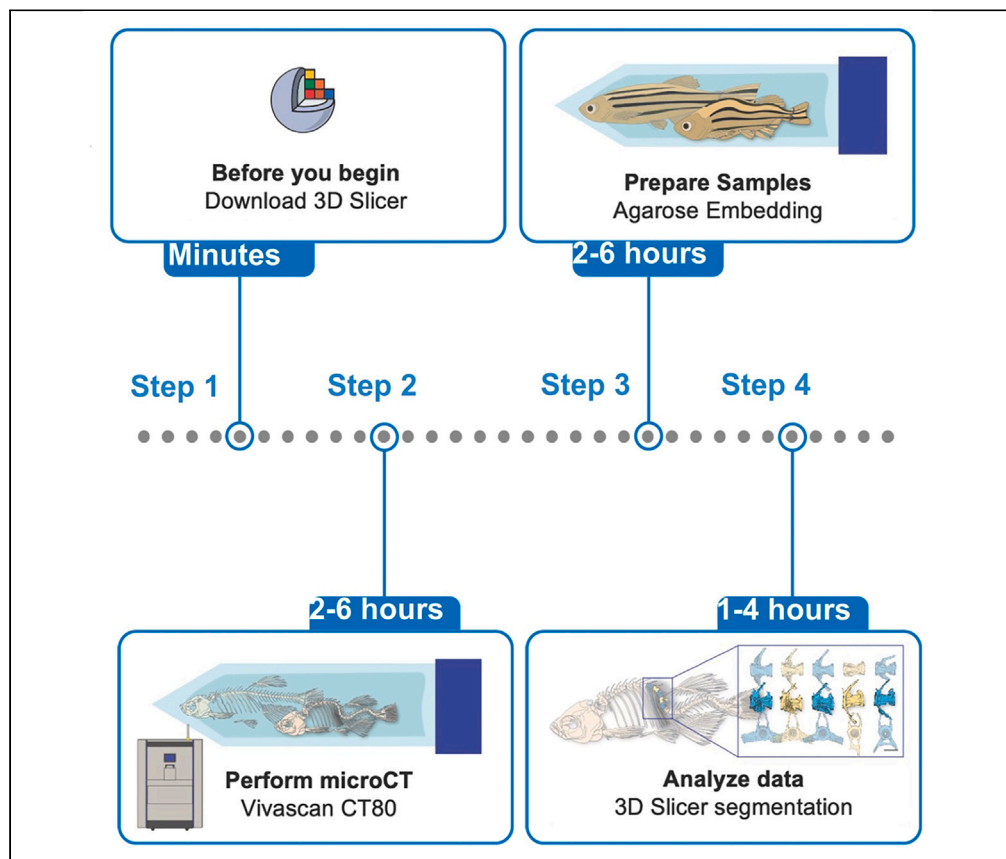 Before you begin
Download 3D Slicer
Minutes
Prepare Samples
Agarose Embedding
2-6 hours
Step 1
Step 2
Step 3
Step 4
2-6 hours
Perform microCT
Vivascan CT80
1-4 hours
Analyze data
3D Slicer segmentation